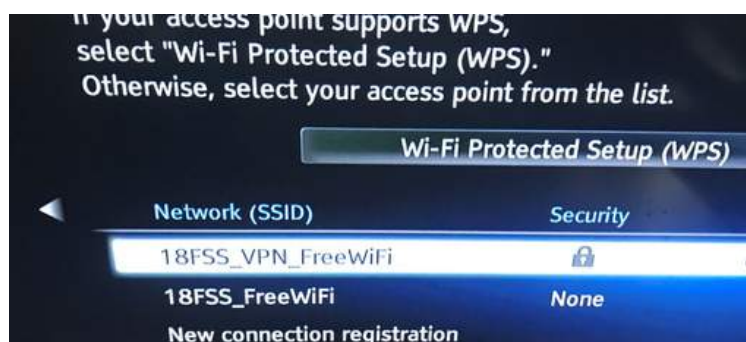 If your access point supports WPS,
select "Wi-Fi Protected Setup (WPS)."
Otherwise, select your access point from the list.
Wi-Fi Protected Setup (WPS)
Network (SSID) Security
18FSS_VPN_FreeWiFi
18FSS_FreeWiFi None
New connection registration